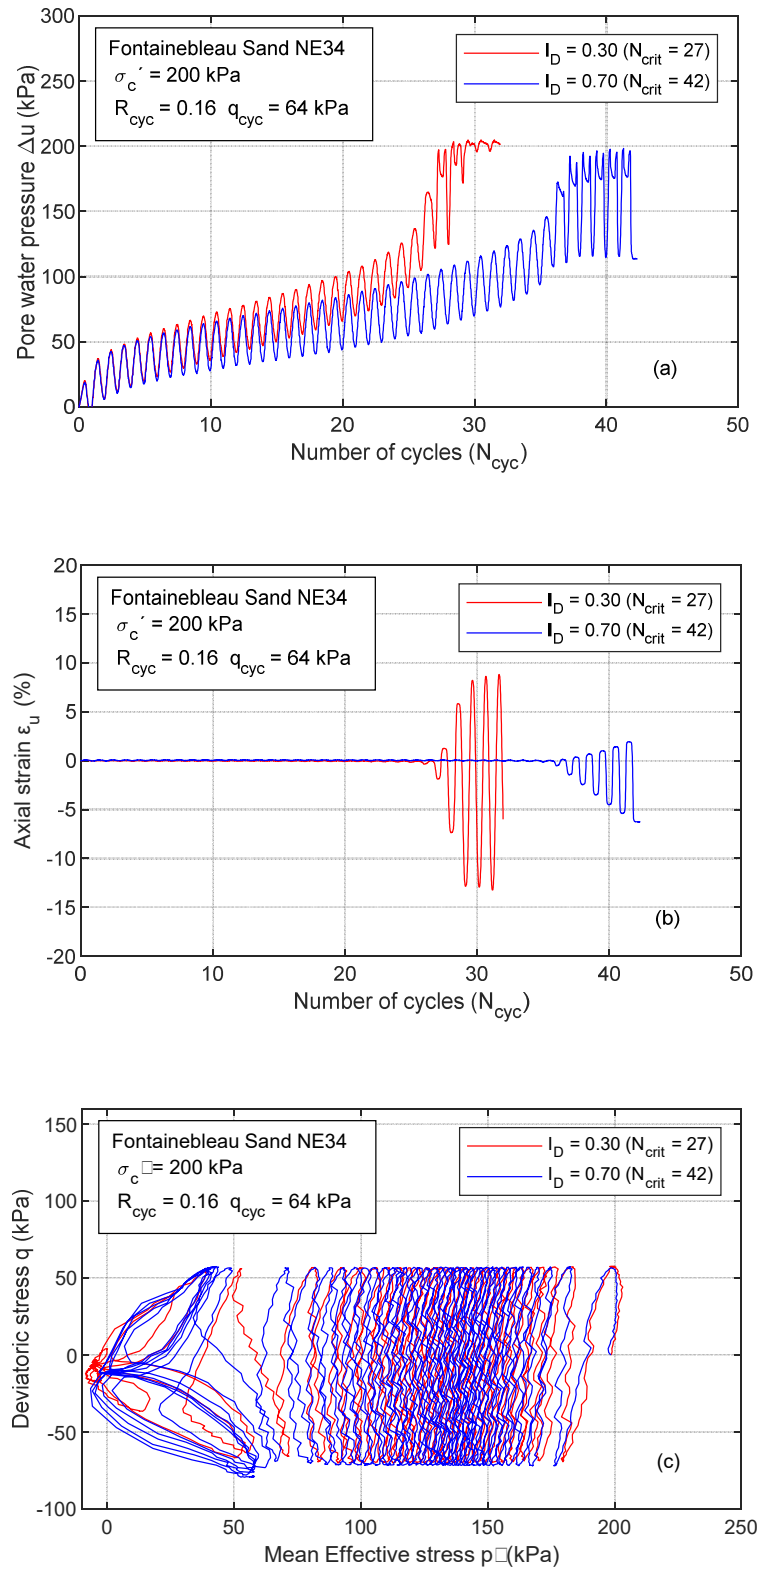 300
250
200
150
100
50
0
Pore water pressure Δu (kPa)
Fontainebleau Sand NE34
σc´ = 200 kPa
Rcyc = 0.16 qcyc = 64 kPa
ID = 0.30 (Ncrit = 27)
ID = 0.70 (Ncrit = 42)
(a)
0 10 20 30 40 50
Number of cycles (Ncyc)
20
15
10
5
0
-5
-10
-15
-20
Axial strain εu (%)
Fontainebleau Sand NE34
σc´ = 200 kPa
Rcyc = 0.16 qcyc = 64 kPa
ID = 0.30 (Ncrit = 27)
ID = 0.70 (Ncrit = 42)
(b)
0 10 20 30 40 50
Number of cycles (Ncyc)
150
100
50
0
-50
-100
Deviatoric stress q (kPa)
Fontainebleau Sand NE34
σc□ = 200 kPa
Rcyc = 0.16 qcyc = 64 kPa
ID = 0.30 (Ncrit = 27)
ID = 0.70 (Ncrit = 42)
(c)
0 50 100 150 200 250
Mean Effective stress p□ (kPa)